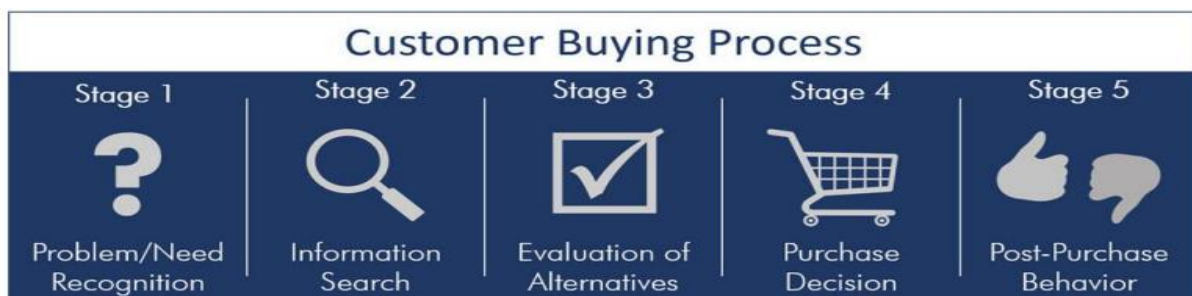 Customer Buying Process
Stage 1
Problem/Need
Recognition
Stage 2
Information
Search
Stage 3
Evaluation of
Alternatives
Stage 4
Purchase
Decision
Stage 5
Post-Purchase
Behavior